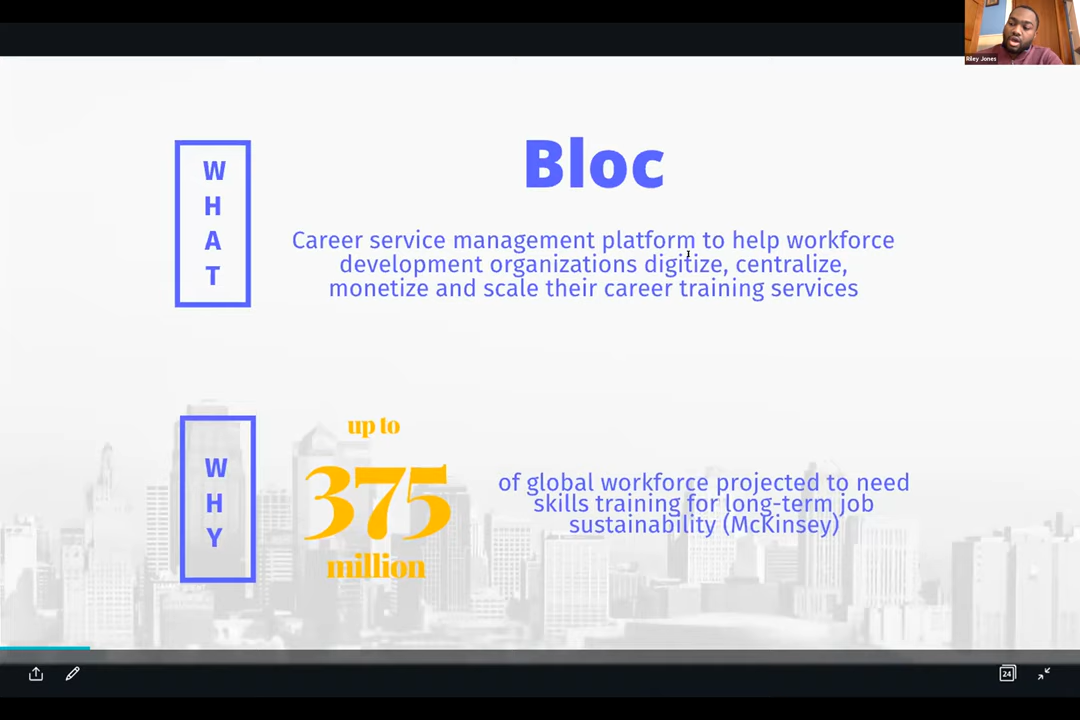 Riley Jones
W
H
A
T
Bloc
Career service management platform to help workforce
development organizations digitize, centralize,
monetize and scale their career training services
W
H
Y
up to
375
million
of global workforce projected to need
skills training for long-term job
sustainability (McKinsey)
24